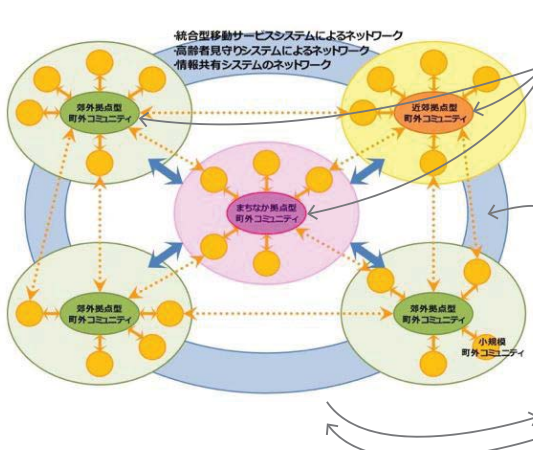 ・統合型移動サービスシステムによるネットワーク
・高齢者見守りシステムによるネットワーク
・情報共有システムのネットワーク
郊外拠点型
町外コミュニティ
近郊拠点型
町外コミュニティ
まちなか拠点型
町外コミュニティ
郊外拠点型
町外コミュニティ
郊外拠点型
町外コミュニティ
小規模
町外コミュニティ